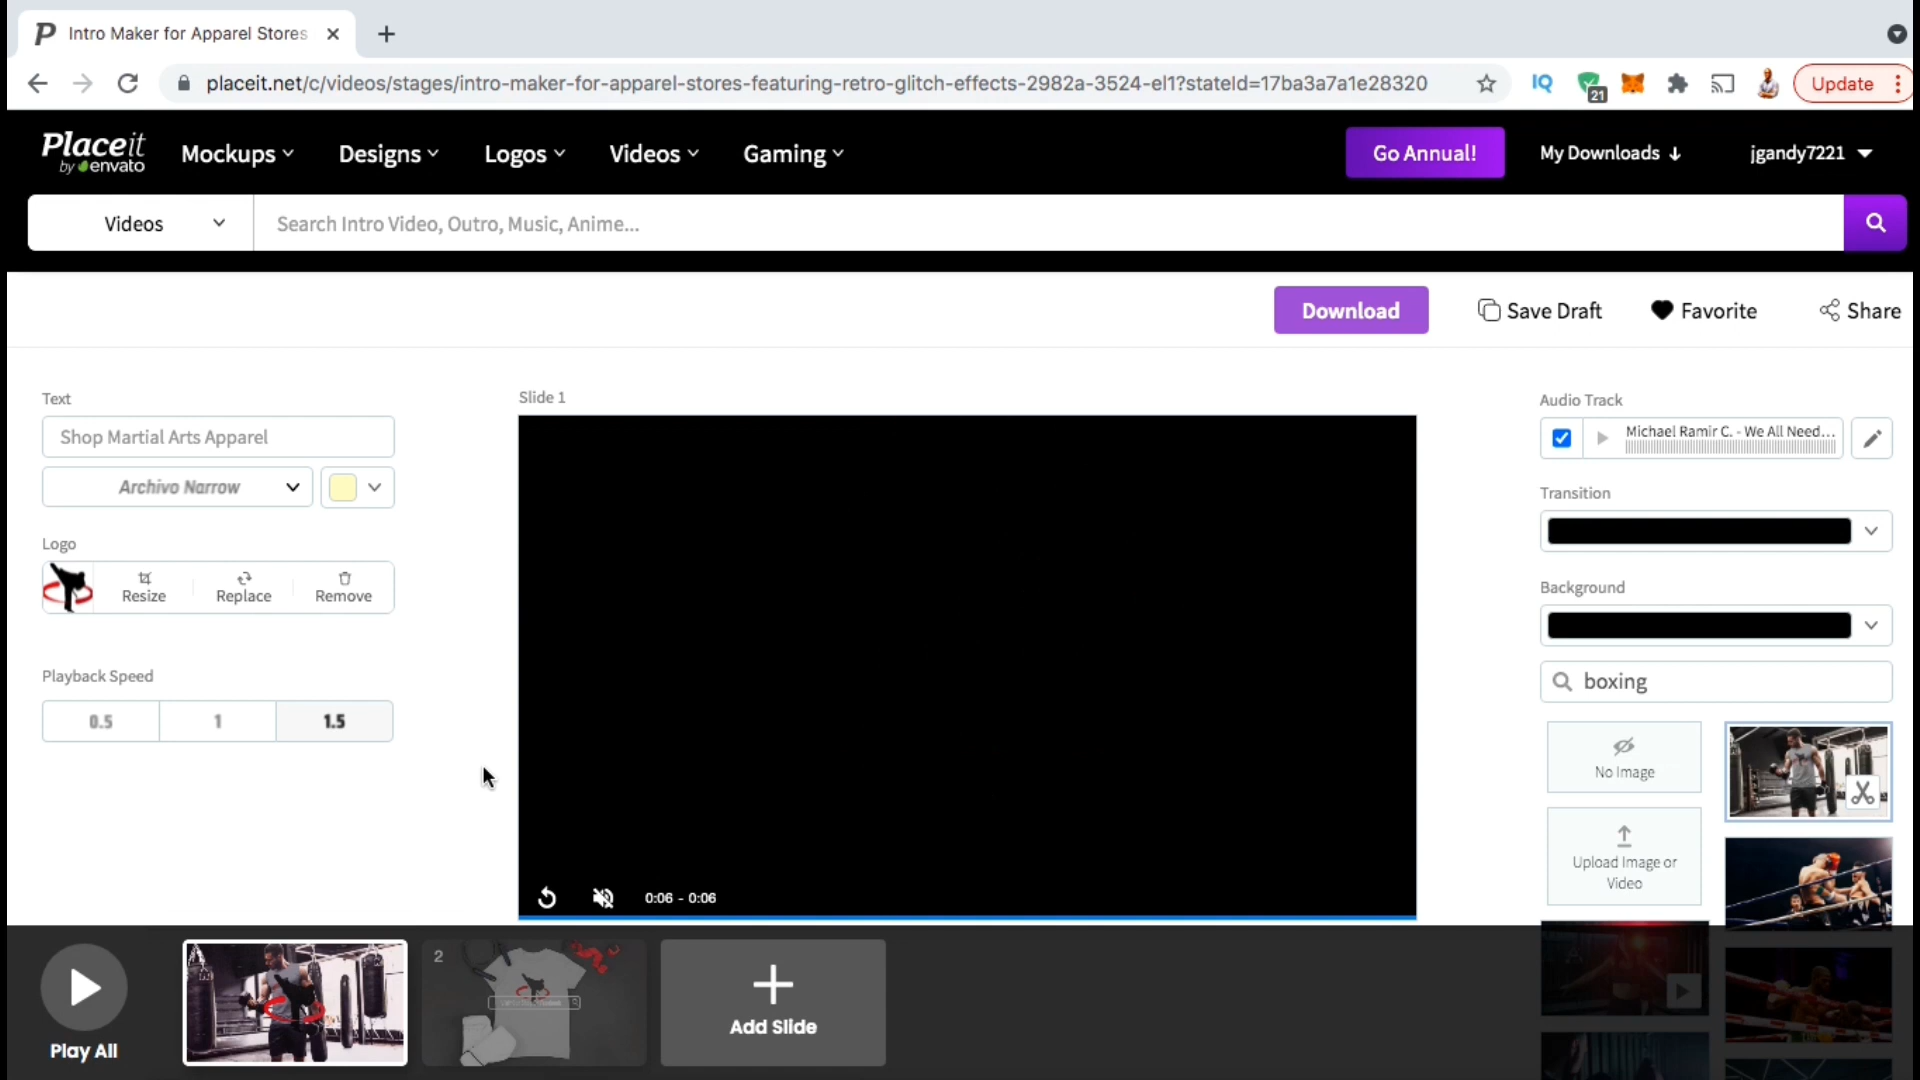 Intro Maker for Apparel Stores
placeit.net/c/videos/stages/intro-maker-for-apparel-stores-featuring-retro-glitch-effects-2982a-3524-el1?stateId=17ba3a7a1e28320
IQ
21
Update
Placeit
by envato
Mockups
Designs
Logos
Videos
Gaming
Go Annual!
My Downloads
jgandy7221
Videos
Search Intro Video, Outro, Music, Anime...
Download
Save Draft
Favorite
Share
Text
Shop Martial Arts Apparel
Archivo Narrow
Logo
Resize
Replace
Remove
Playback Speed
0.5
1
1.5
Slide 1
0:06 - 0:06
Audio Track
Michael Ramir C. - We All Need...
Transition
Background
boxing
No Image
Upload Image or
Video
Play All
2
Add Slide